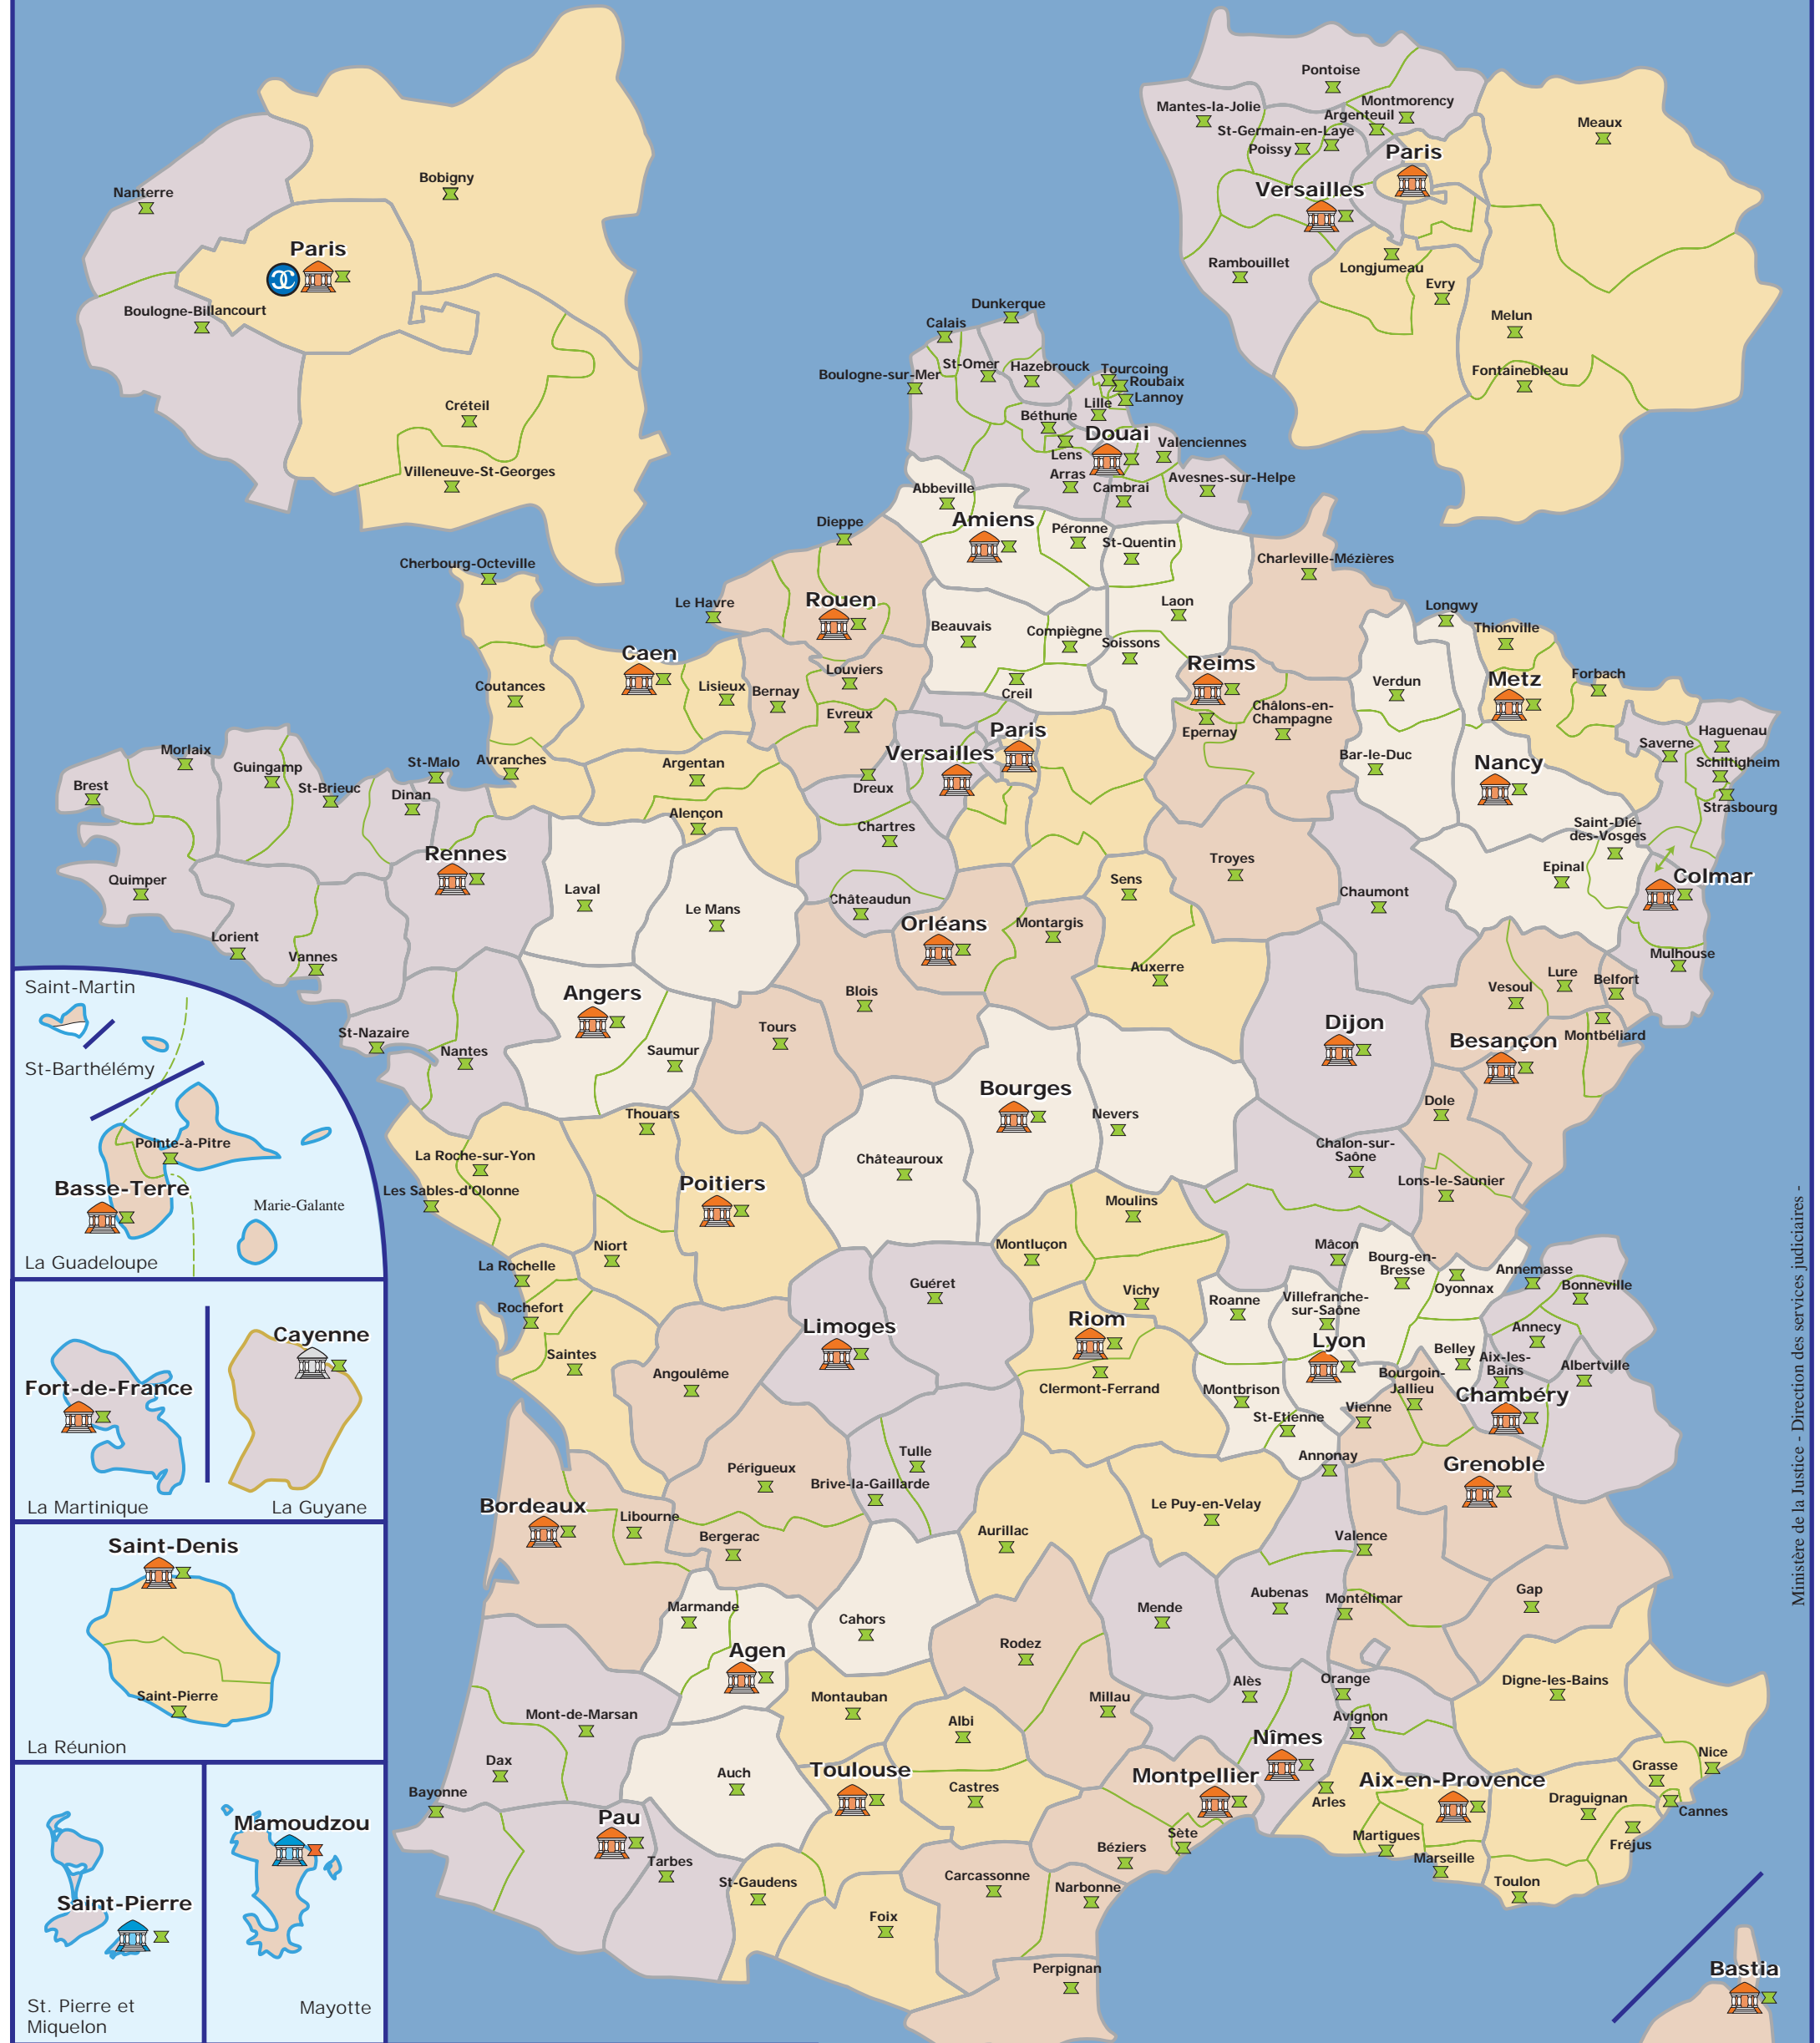 Nanterre
Bobigny
Paris
Boulogne-Billancourt
Créteil
Villeneuve-St-Georges
Pontoise
Mantes-la-Jolie
Montmorency
Argenteuil
St-Germain-en-Laye
Poissy
Paris
Meaux
Versailles
Rambouillet
Longjumeau
Evry
Melun
Fontainebleau
Dunkerque
Calais
St-Omer
Hazebrouck
Boulogne-sur-Mer
Tourcoing
Roubaix
Lannoy
Lille
Béthune
Douai
Lens
Valenciennes
Arras
Cambrai
Avesnes-sur-Helpe
Abbeville
Amiens
Péronne
St-Quentin
Dieppe
Charleville-Mézières
Cherbourg-Octeville
Le Havre
Rouen
Laon
Beauvais
Compiègne
Soissons
Longwy
Thionville
Caen
Louviers
Reims
Metz
Forbach
Coutances
Lisieux
Bernay
Creil
Verdun
Evreux
Châlons-en-
Champagne
Epernay
Haguenau
Saverne
Schiltigheim
Strasbourg
Paris
Versailles
Bar-le-Duc
Nancy
Morlaix
Guingamp
St-Malo
Avranches
Argentan
Brest
St-Brieuc
Dinan
Dreux
Alençon
Chartres
Saint-Dié-
des-Vosges
Rennes
Troyes
Epinal
Colmar
Quimper
Laval
Le Mans
Châteaudun
Sens
Chaumont
Orléans
Montargis
Lorient
Vannes
Auxerre
Mulhouse
Vesoul
Lure
Belfort
Angers
Blois
Dijon
Besançon
Montbéliard
St-Nazaire
Nantes
Saumur
Tours
Bourges
Nevers
Dole
Thouars
Chalon-sur-
Saône
La Roche-sur-Yon
Châteauroux
Les Sables-d'Olonne
Poitiers
Moulins
Lons-le-Saunier
Niort
Montluçon
Mâcon
Bourg-en-
Bresse
Oyonnax
Annemasse
Bonneville
La Rochelle
Guéret
Vichy
Roanne
Villefranche-
sur-Saône
Rochefort
Limoges
Riom
Lyon
Annecy
Belley
Aix-les-
Bains
Albertville
Saintes
Angoulême
Clermont-Ferrand
Montbrison
Bourgoin-
Jallieu
Chambéry
St-Etienne
Vienne
Annonay
Grenoble
Tulle
Périgueux
Brive-la-Gaillarde
Bordeaux
Libourne
Bergerac
Aurillac
Le Puy-en-Velay
Valence
Marmande
Cahors
Mende
Aubenas
Montélimar
Gap
Agen
Rodez
Montauban
Millau
Alès
Orange
Digne-les-Bains
Mont-de-Marsan
Albi
Avignon
Nîmes
Dax
Auch
Toulouse
Castres
Montpellier
Arles
Aix-en-Provence
Grasse
Nice
Cannes
Bayonne
Pau
Draguignan
Fréjus
Béziers
Sète
Martigues
Marseille
Toulon
Tarbes
St-Gaudens
Carcassonne
Narbonne
Foix
Perpignan
Bastia
Saint-Martin
St-Barthélémy
Pointe-à-Pitre
Basse-Terre
Marie-Galante
La Guadeloupe
Cayenne
Fort-de-France
La Martinique
La Guyane
Saint-Denis
Saint-Pierre
La Réunion
Mamoudzou
Saint-Pierre
St. Pierre et
Miquelon
Mayotte
Ministère de la Justice - Direction des services judiciaires -